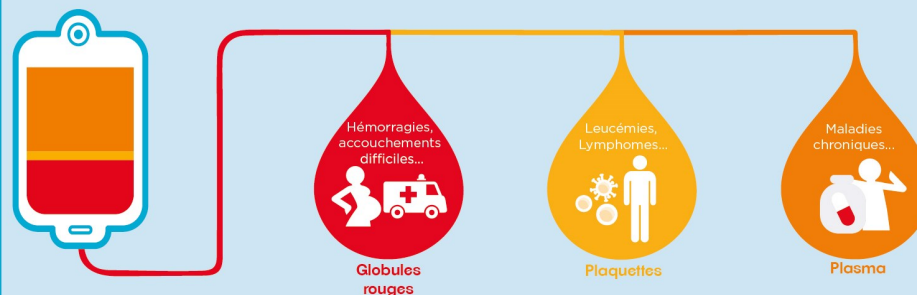 Hémorragies,
accouchements
difficiles...
Globules
rouges
Leucémies,
Lymphomes...
Plaquettes
Maladies
chroniques...
Plasma